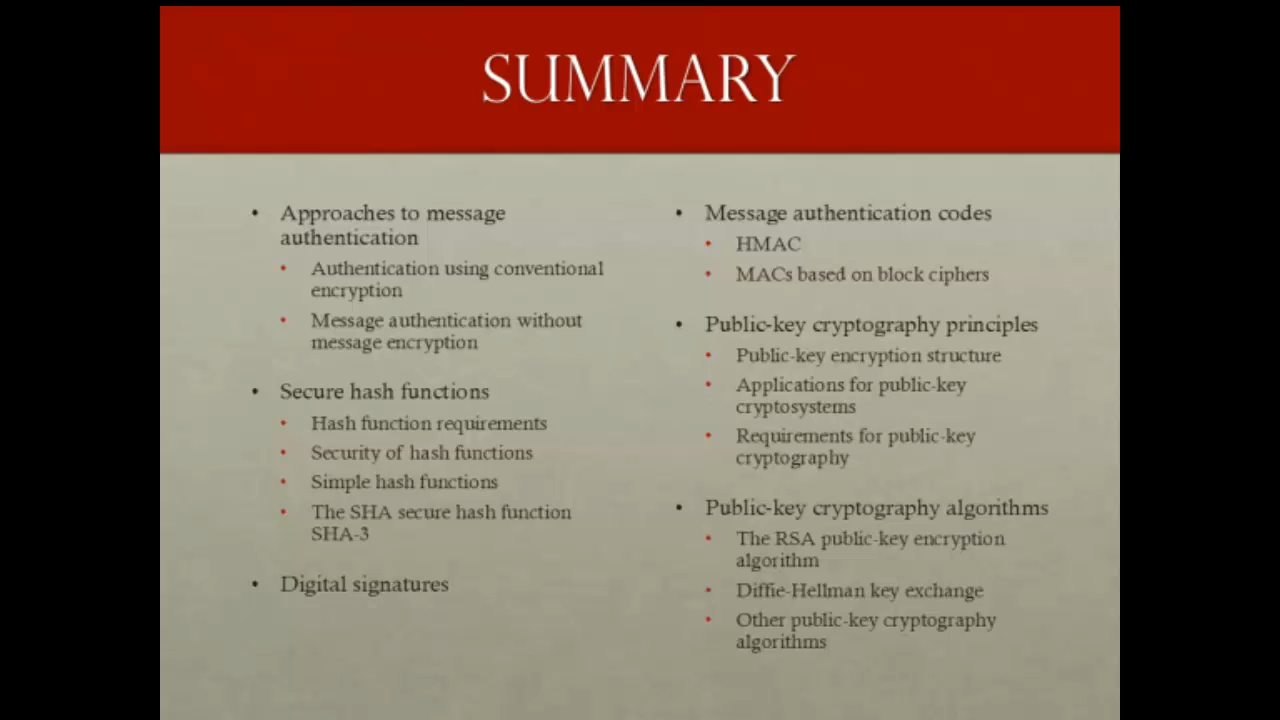 SUMMARY
• Approaches to message
authentication
• Authentication using conventional
encryption
• Message authentication without
message encryption
• Secure hash functions
• Hash function requirements
• Security of hash functions
• Simple hash functions
• The SHA secure hash function
SHA-3
• Digital signatures
• Message authentication codes
• HMAC
• MACs based on block ciphers
• Public-key cryptography principles
• Public-key encryption structure
• Applications for public-key
cryptosystems
• Requirements for public-key
cryptography
• Public-key cryptography algorithms
• The RSA public-key encryption
algorithm
• Diffie-Hellman key exchange
• Other public-key cryptography
algorithms